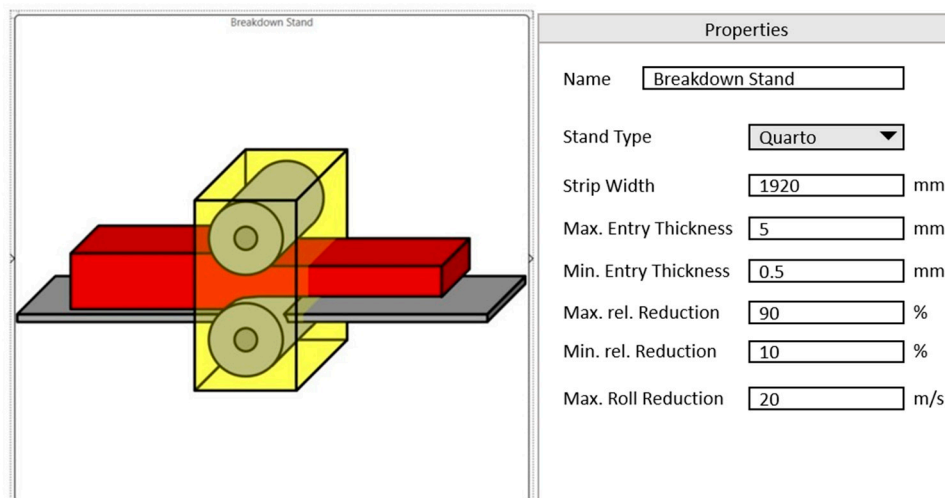 Breakdown Stand
Properties
Name Breakdown Stand
Stand Type Quarto
Strip Width 1920 mm
Max. Entry Thickness 5 mm
Min. Entry Thickness 0.5 mm
Max. rel. Reduction 90 %
Min. rel. Reduction 10 %
Max. Roll Reduction 20 m/s